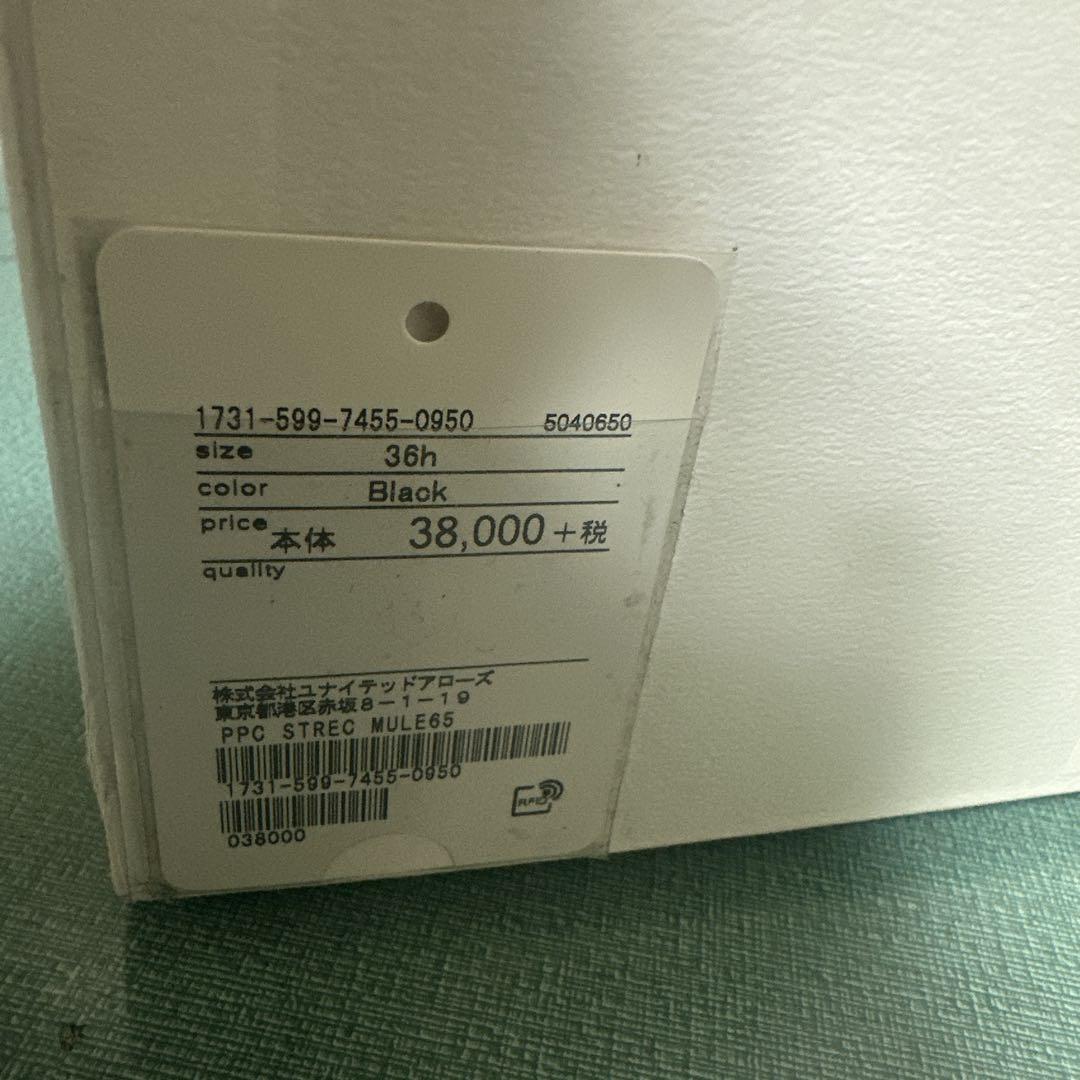 1731-599-7455-0950 5040650
size 36h
color Black
price 本体 38,000+税
quality
株式会社ユナイテッドアローズ
東京都港区赤坂8-1-19
PPC STREC MULE65
1731-599-7455-0950
RFID
038000